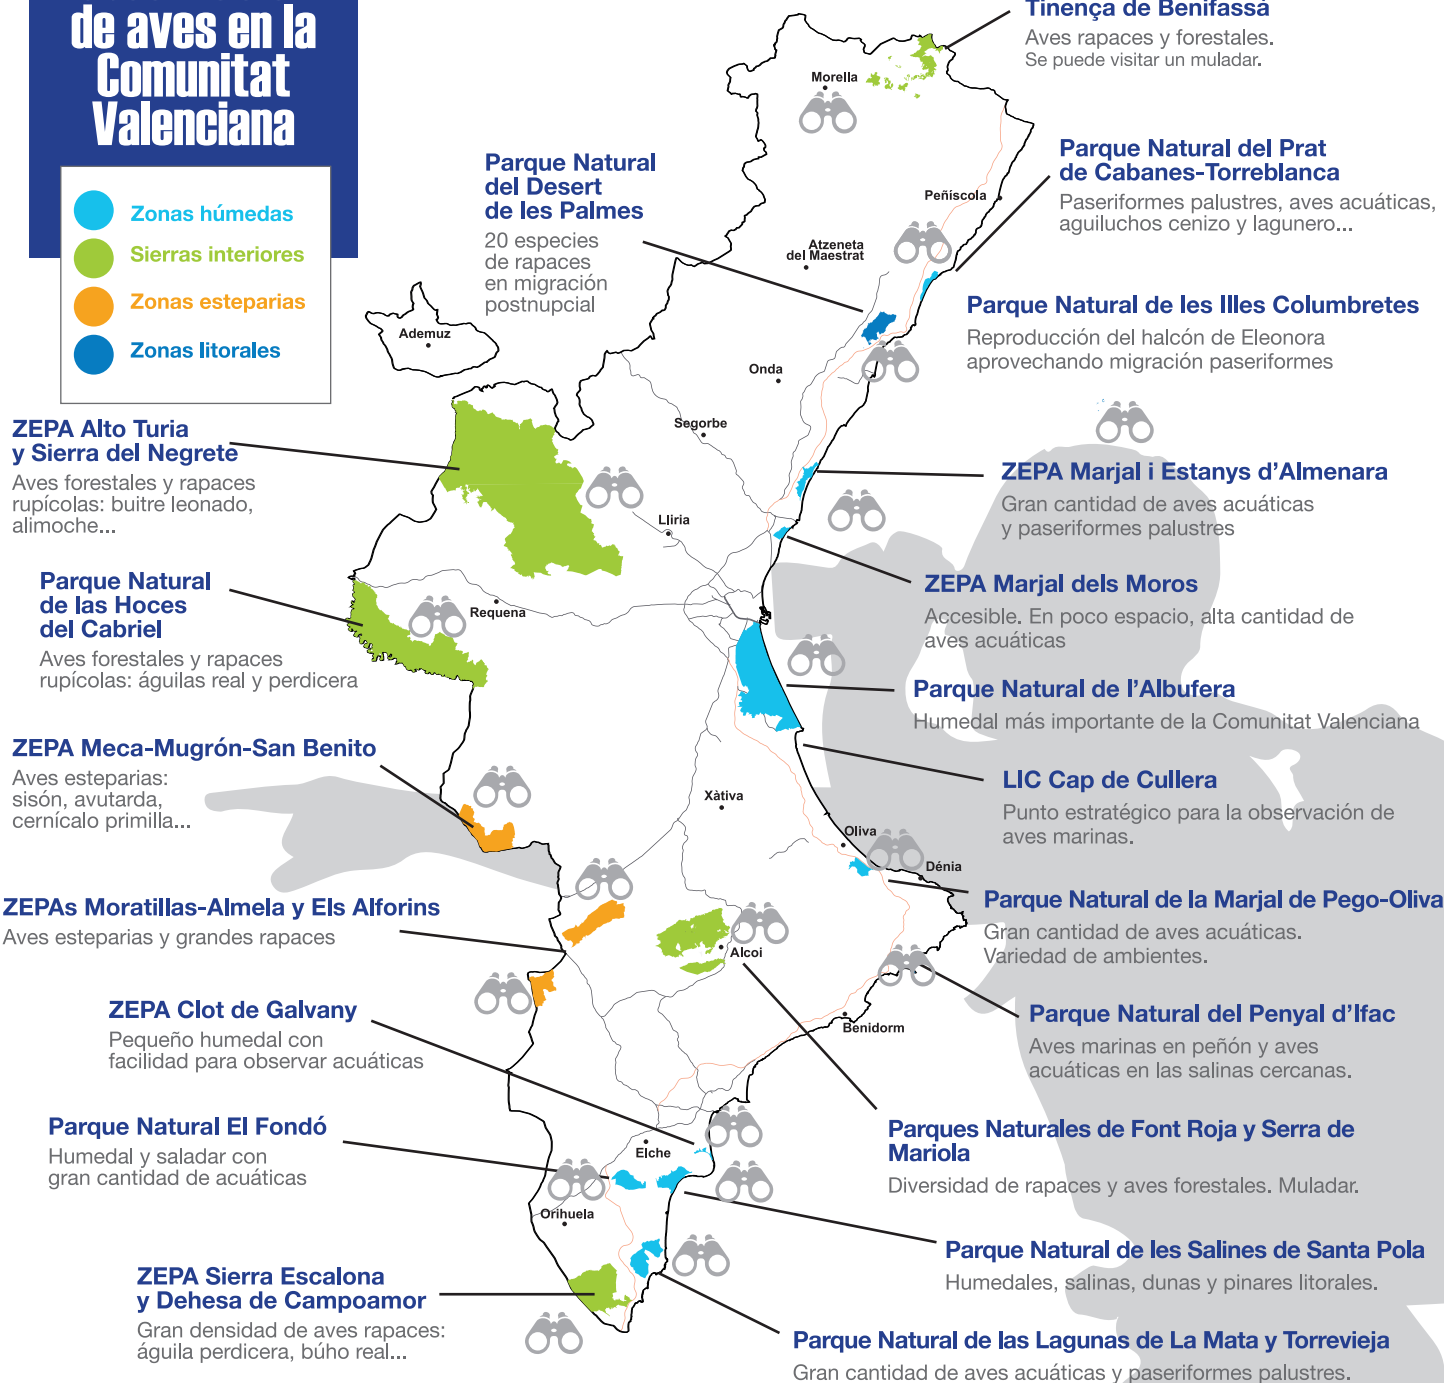 de aves en la
Comunitat
Valenciana
Zonas húmedas
Sierras interiores
Zonas esteparias
Zonas litorales
Tinença de Benifassà
Aves rapaces y forestales.
Se puede visitar un muladar.
Morella
Parque Natural
del Desert
de les Palmes
20 especies
de rapaces
en migración
postnupcial
Parque Natural del Prat
de Cabanes-Torreblanca
Paseriformes palustres, aves acuáticas,
aguiluchos cenizo y lagunero...
Peñíscola
Atzeneta
del Maestrat
Parque Natural de les Illes Columbretes
Reproducción del halcón de Eleonora
aprovechando migración paseriformes
Ademuz
Onda
Segorbe
ZEPA Alto Turia
y Sierra del Negrete
Aves forestales y rapaces
rupícolas: buitre leonado,
alimoche...
ZEPA Marjal i Estanys d'Almenara
Gran cantidad de aves acuáticas
y paseriformes palustres
Lliria
Parque Natural
de las Hoces
del Cabriel
Aves forestales y rapaces
rupícolas: águilas real y perdicera
Requena
ZEPA Marjal dels Moros
Accesible. En poco espacio, alta cantidad de
aves acuáticas
Parque Natural de l'Albufera
Humedal más importante de la Comunitat Valenciana
ZEPA Meca-Mugrón-San Benito
Aves esteparias:
sisón, avutarda,
cernícalo primilla...
LIC Cap de Cullera
Punto estratégico para la observación de
aves marinas.
Xàtiva
Oliva
Dénia
ZEPAs Moratillas-Almela y Els Alforins
Aves esteparias y grandes rapaces
Parque Natural de la Marjal de Pego-Oliva
Gran cantidad de aves acuáticas.
Variedad de ambientes.
Alcoi
ZEPA Clot de Galvany
Pequeño humedal con
facilidad para observar acuáticas
Parque Natural del Penyal d'Ifac
Aves marinas en peñón y aves
acuáticas en las salinas cercanas.
Benidorm
Parque Natural El Fondó
Humedal y saladar con
gran cantidad de acuáticas
Elche
Parques Naturales de Font Roja y Serra de
Mariola
Diversidad de rapaces y aves forestales. Muladar.
Orihuela
Parque Natural de les Salines de Santa Pola
Humedales, salinas, dunas y pinares litorales.
ZEPA Sierra Escalona
y Dehesa de Campoamor
Gran densidad de aves rapaces:
águila perdicera, búho real...
Parque Natural de las Lagunas de La Mata y Torrevieja
Gran cantidad de aves acuáticas y paseriformes palustres.